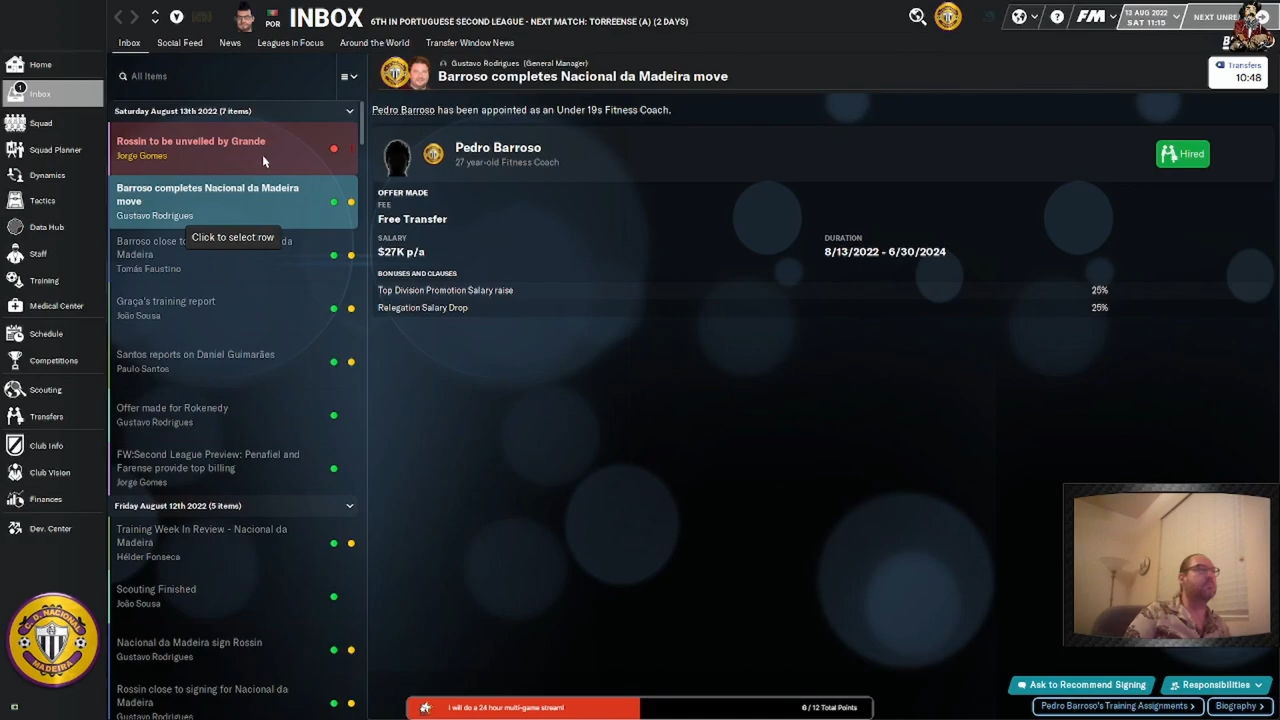 POR
INBOX
6TH IN PORTUGUESE SECOND LEAGUE - NEXT MATCH: TORREENSE (A) (2 DAYS)
FM
13 AUG 2022
SAT 11:15
NEXT UNRE
Home
1
Inbox
Squad
Squad Planner
Dynamics
Tactics
Data Hub
Staff
Training
Medical Center
Schedule
Competitions
Scouting
Transfers
Club Info
Club Vision
Finances
Dev. Center
C. D. NACIONAL
MADEIRA
Inbox
Social Feed
News
Leagues in Focus
Around the World
Transfer Window News
All Items
Saturday August 13th 2022 (7 items)
Rossin to be unveiled by Grande
Jorge Gomes
Barroso completes Nacional da Madeira
move
Gustavo Rodrigues
Click to select row
Barroso close to
da
Madeira
Tomás Faustino
Graça's training report
João Sousa
Santos reports on Daniel Guimarães
Paulo Santos
Offer made for Rokenedy
Gustavo Rodrigues
FW:Second League Preview: Penafiel and
Farense provide top billing
Jorge Gomes
Friday August 12th 2022 (5 items)
Training Week In Review - Nacional da
Madeira
Hélder Fonseca
Scouting Finished
João Sousa
Nacional da Madeira sign Rossin
Gustavo Rodrigues
Rossin close to signing for Nacional da
Madeira
Gustavo Rodrigues
Gustavo Rodrigues (General Manager)
Barroso completes Nacional da Madeira move
Transfers
10:48
Pedro Barroso has been appointed as an Under 19s Fitness Coach.
Pedro Barroso
27 year-old Fitness Coach
Hired
OFFER MADE
FEE
Free Transfer
SALARY
$27K p/a
DURATION
8/13/2022 - 6/30/2024
BONUSES AND CLAUSES
Top Division Promotion Salary raise
25%
Relegation Salary Drop
25%
Ask to Recommend Signing
Responsibilities
Pedro Barroso's Training Assignments >
Biography >
I will do a 24 hour multi-game stream!
6 / 12 Total Points